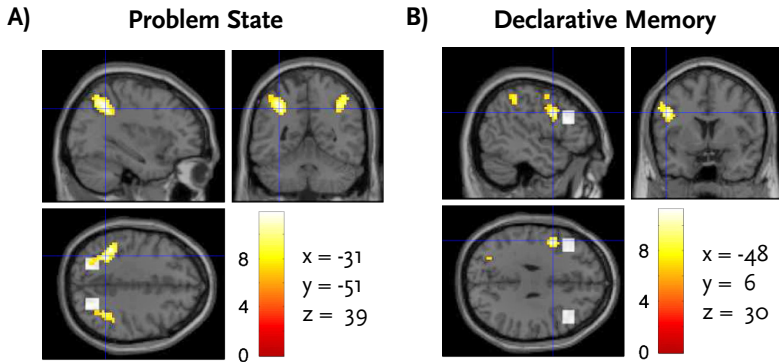 A) Problem State
8
4
0
x = -31
y = -51
z = 39
B) Declarative Memory
8
4
0
x = -48
y = 6
z = 30